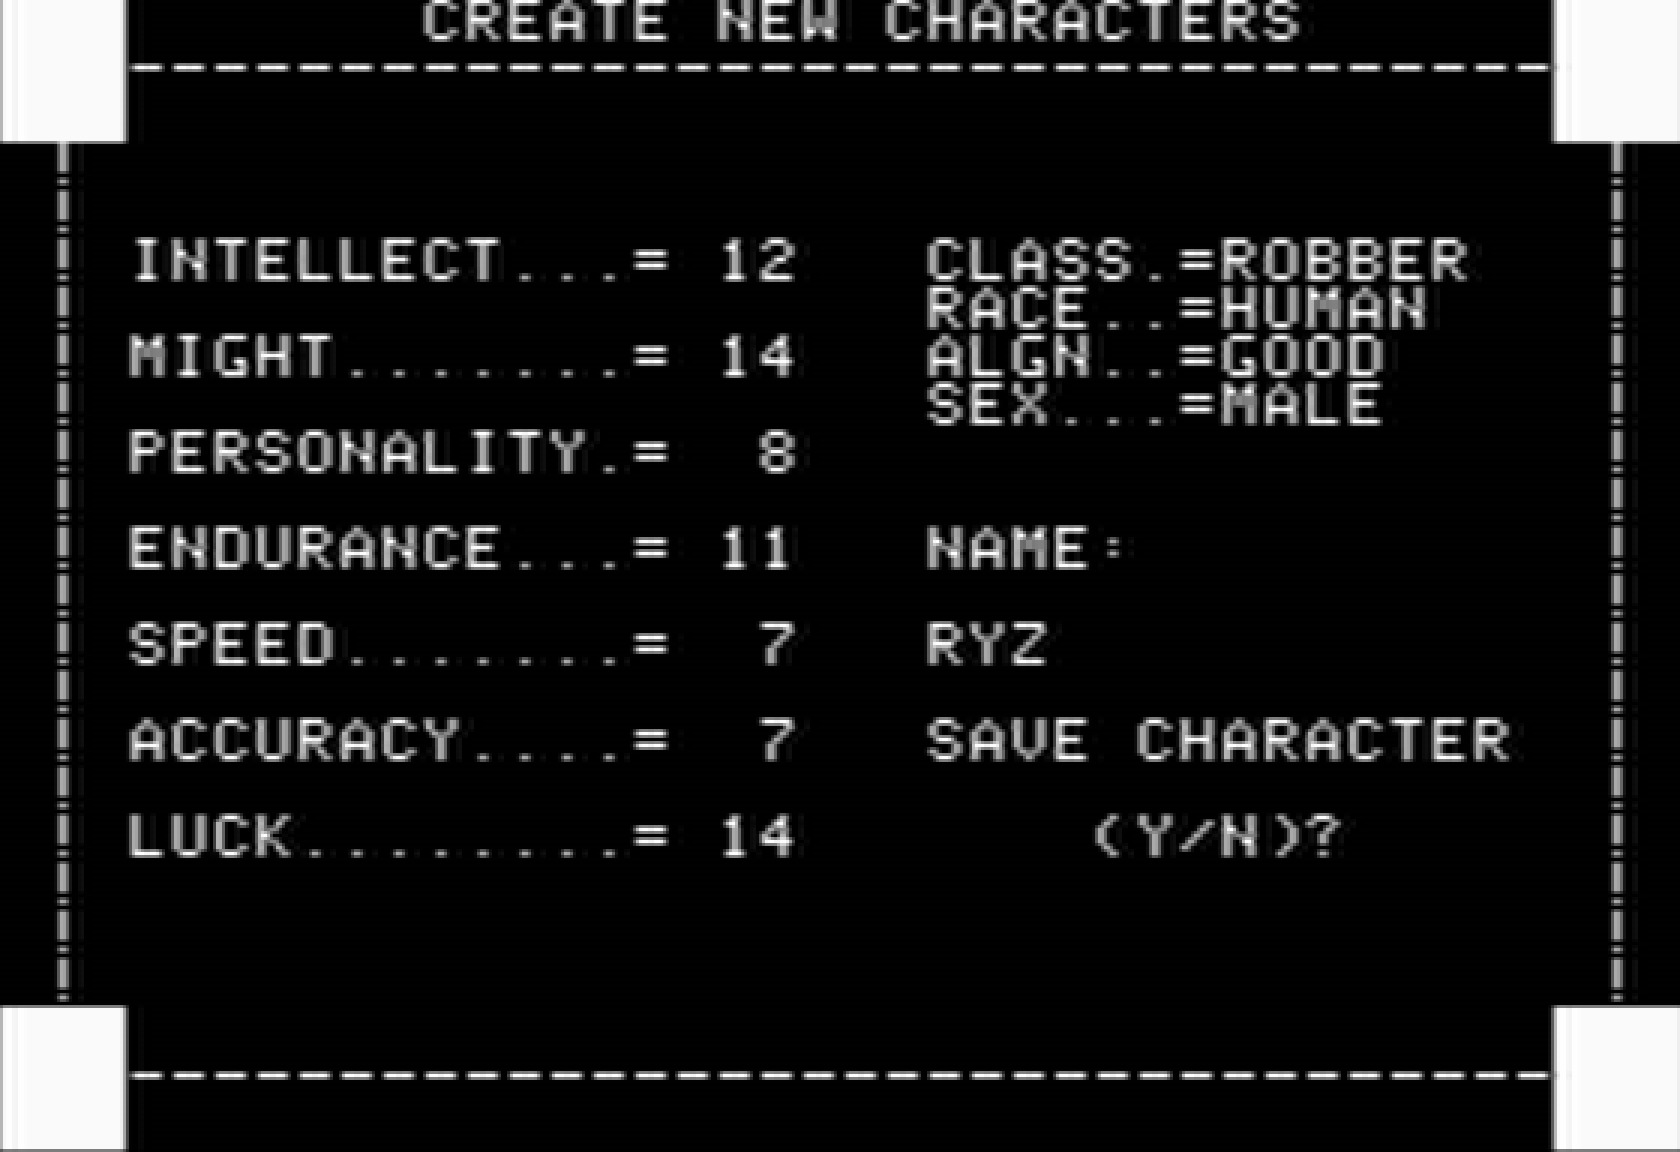 CREATE NEW CHARACTERS
INTELLECT...= 12
MIGHT.......= 14
PERSONALITY.= 8
ENDURANCE...= 11
SPEED.......= 7
ACCURACY....= 7
LUCK........= 14
CLASS.=ROBBER
RACE..=HUMAN
ALGN..=GOOD
SEX...=MALE
NAME:
RYZ
SAVE CHARACTER
(Y/N)?